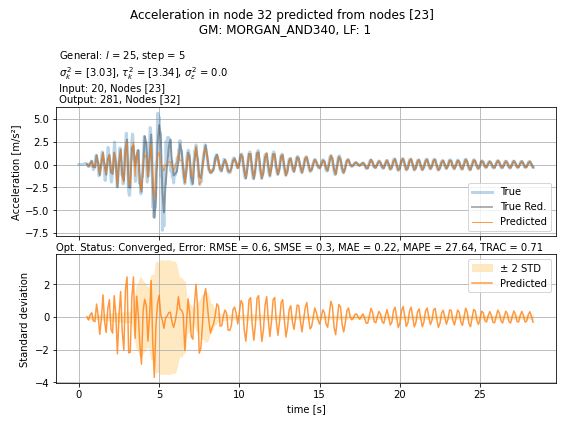 Acceleration in node 32 predicted from nodes [23]
GM: MORGAN_AND340, LF: 1
General: l = 25, step = 5
σ_k^2 = [3.03], τ_k^2 = [3.34], σ_ε^2 = 0.0
Input: 20, Nodes [23]
Output: 281, Nodes [32]
Acceleration [m/s²]
5.0
2.5
0.0
−2.5
−5.0
−7.5
True
True Red.
Predicted
Opt. Status: Converged, Error: RMSE = 0.6, SMSE = 0.3, MAE = 0.22, MAPE = 27.64, TRAC = 0.71
Standard deviation
2
0
−2
−4
± 2 STD
Predicted
0
5
10
15
20
25
time [s]